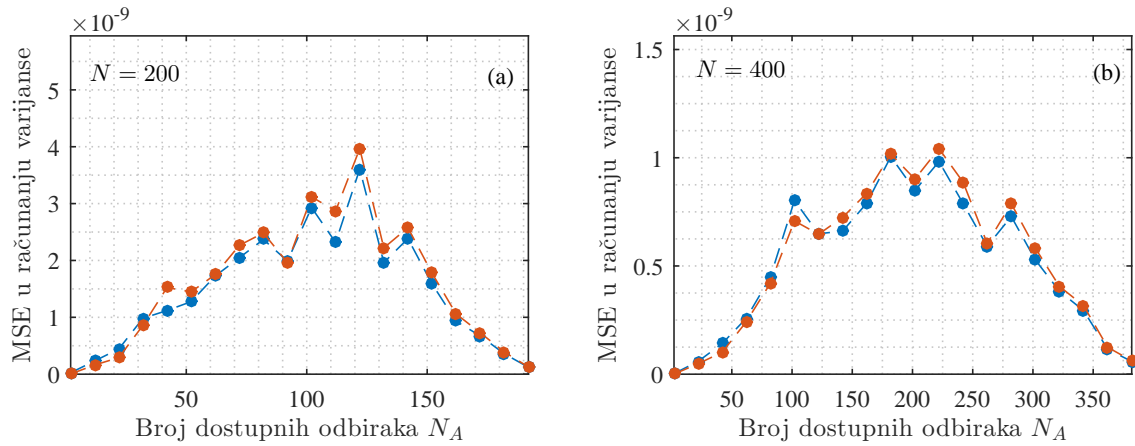 ×10⁻⁹
MSE u računanju varijanse
N = 200
(a)
5
4
3
2
1
0
50
100
150
Broj dostupnih odbiraka N_A
×10⁻⁹
MSE u računanju varijanse
N = 400
(b)
1.5
1
0.5
0
50
100
150
200
250
300
350
Broj dostupnih odbiraka N_A